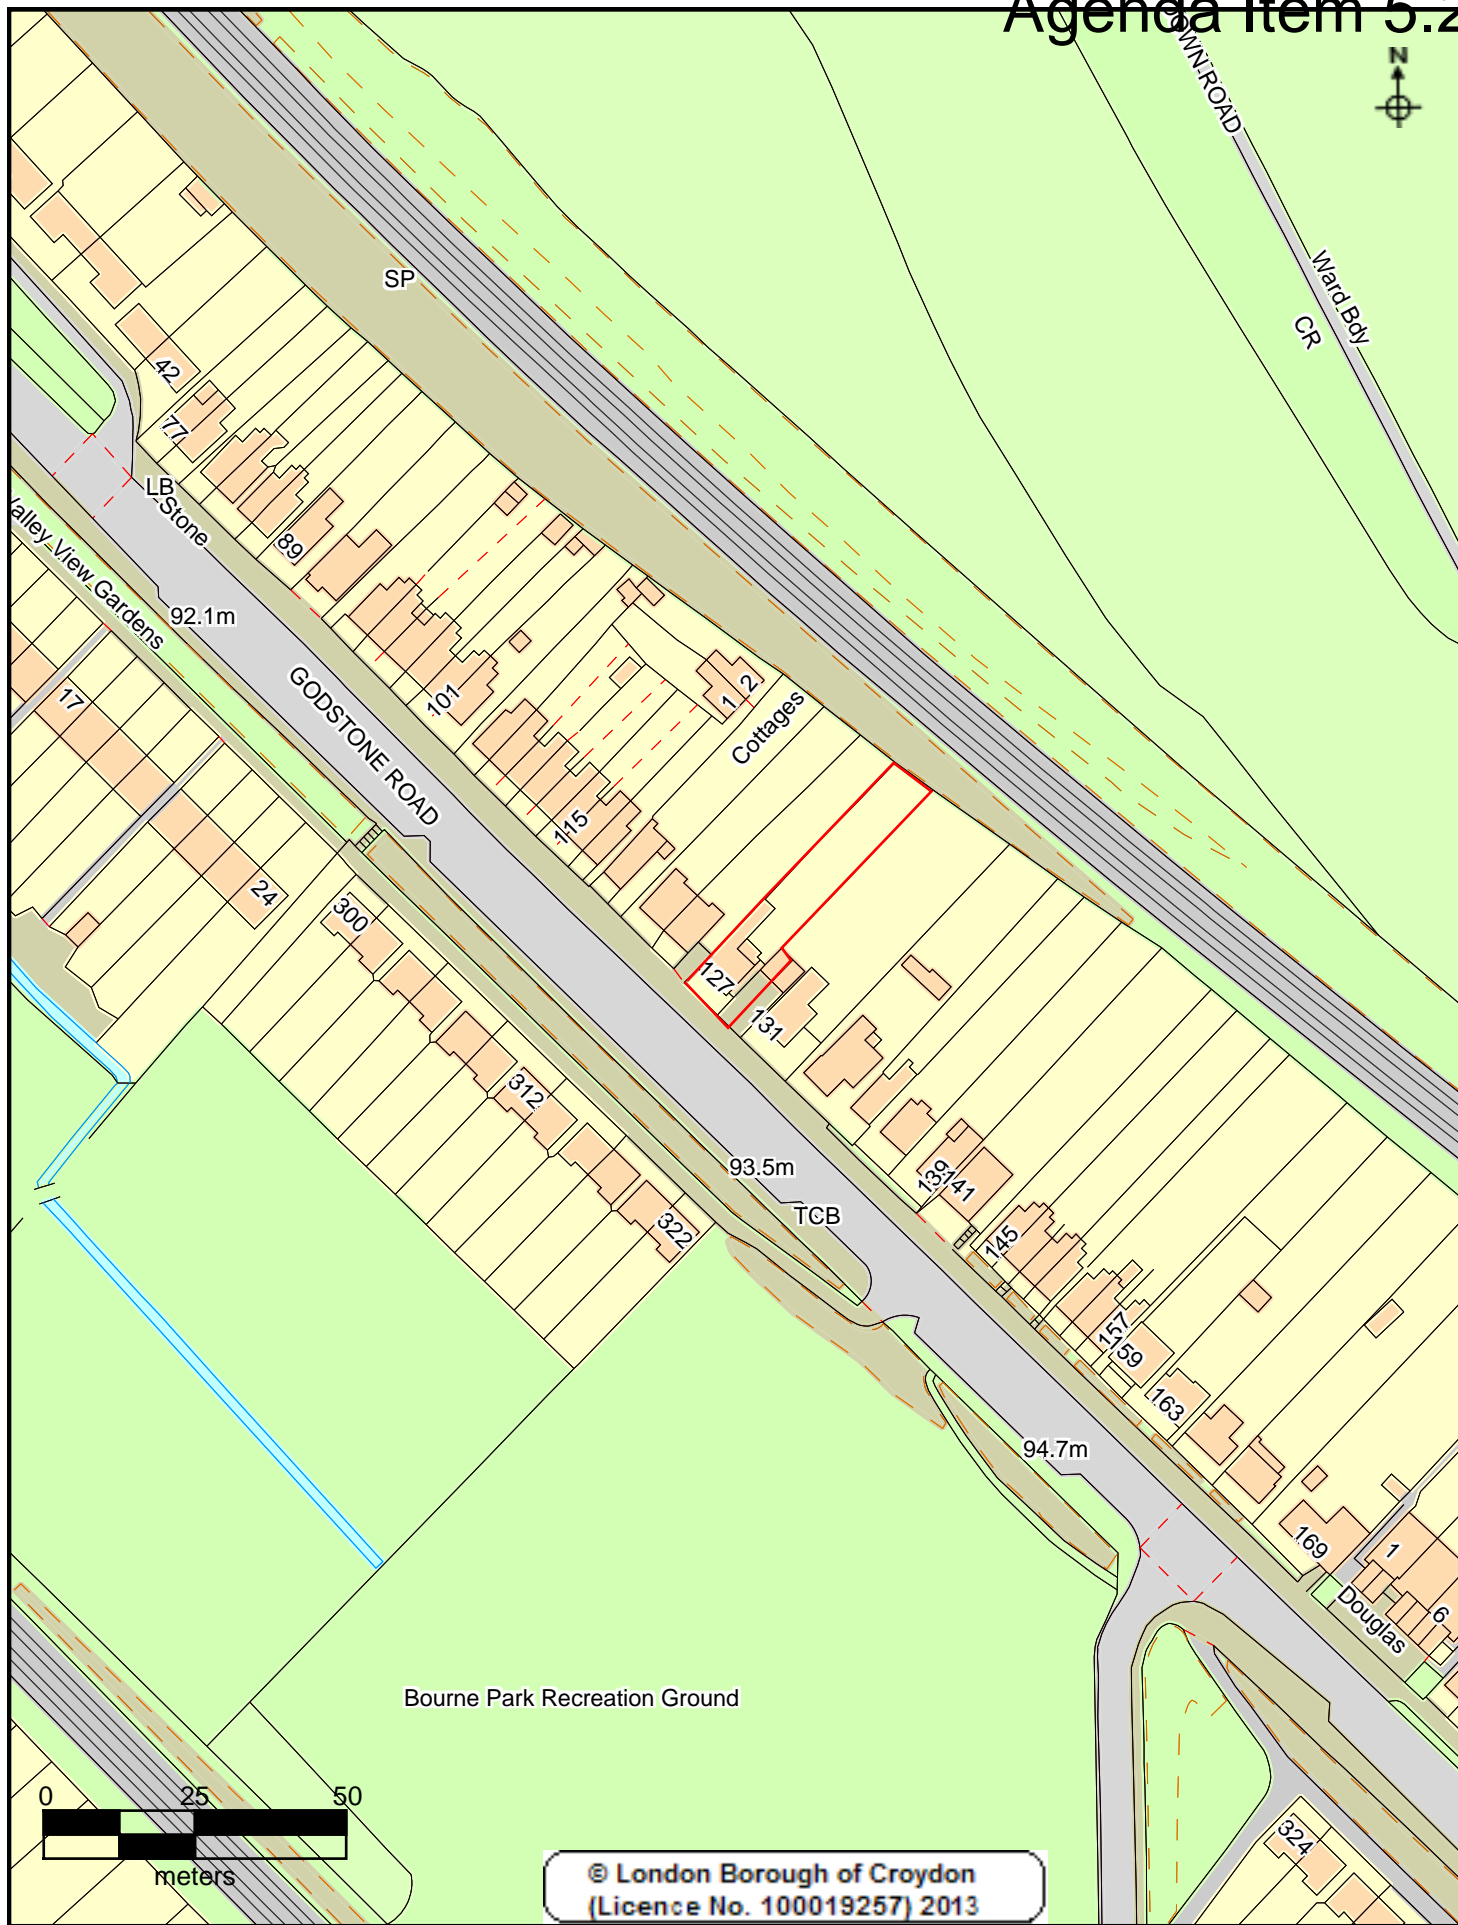 Agenda Item 5.2
N
DOWN ROAD
Ward Bdy
CR
SP
42
77
LB
Stone
89
Valley View Gardens
92.1m
17
GODSTONE ROAD
101
1
2
Cottages
115
24
300
127
131
312
93.5m
139
141
TCB
322
145
157
159
163
94.7m
169
1
6
Douglas
Bourne Park Recreation Ground
0 25 50
meters
324
© London Borough of Croydon
(Licence No. 100019257) 2013